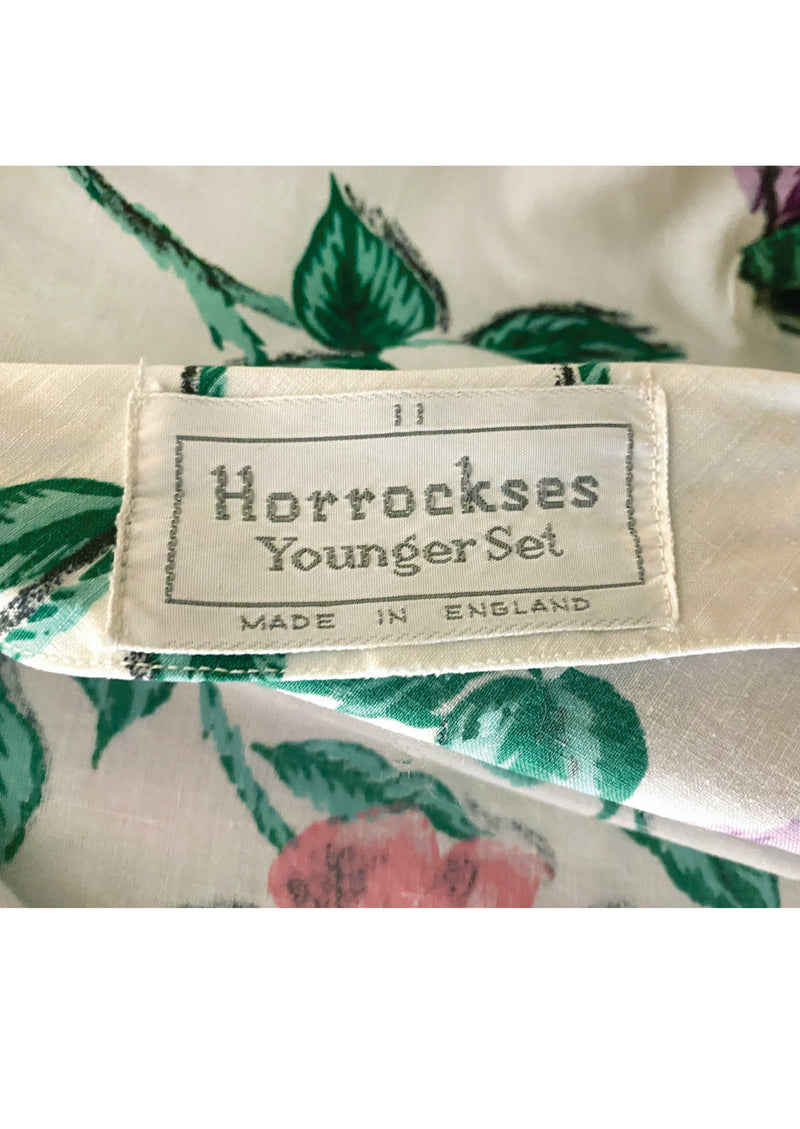 11
Horrockses
Younger Set
MADE IN ENGLAND